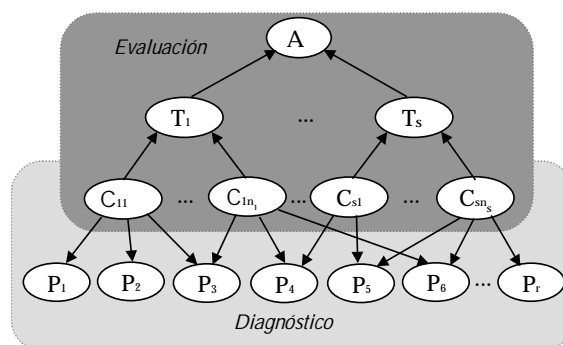 Evaluación
A
T1 ... Ts
C11 ... C1n1 ... Cs1 ... Csns
P1 P2 P3 P4 P5 P6 ... Pr
Diagnóstico